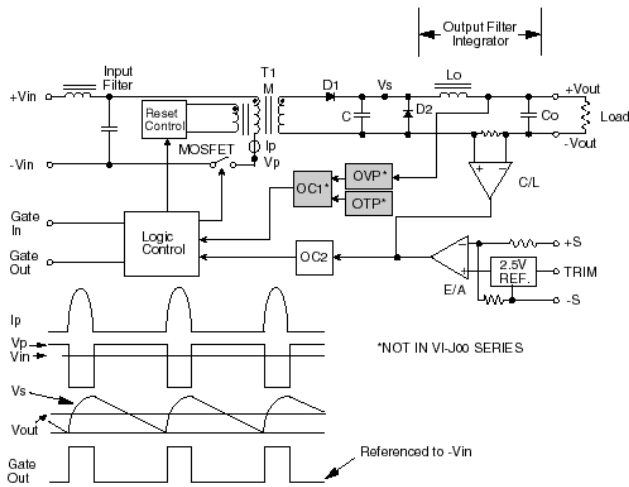 Output Filter
Integrator
Input
Filter
T1
M
D1
Vs
Lo
+Vin
Reset
Control
C
D2
Co
+Vout
Load
-Vout
-Vin
MOSFET
Ip
Vp
OC1*
OVP*
OTP*
+
−
C/L
Gate
In
Gate
Out
Logic
Control
OC2
−
+
E/A
2.5V
REF.
+S
TRIM
-S
Ip
Vp
Vin
*NOT IN VI-J00 SERIES
Vs
Vout
Gate
Out
Referenced to -Vin